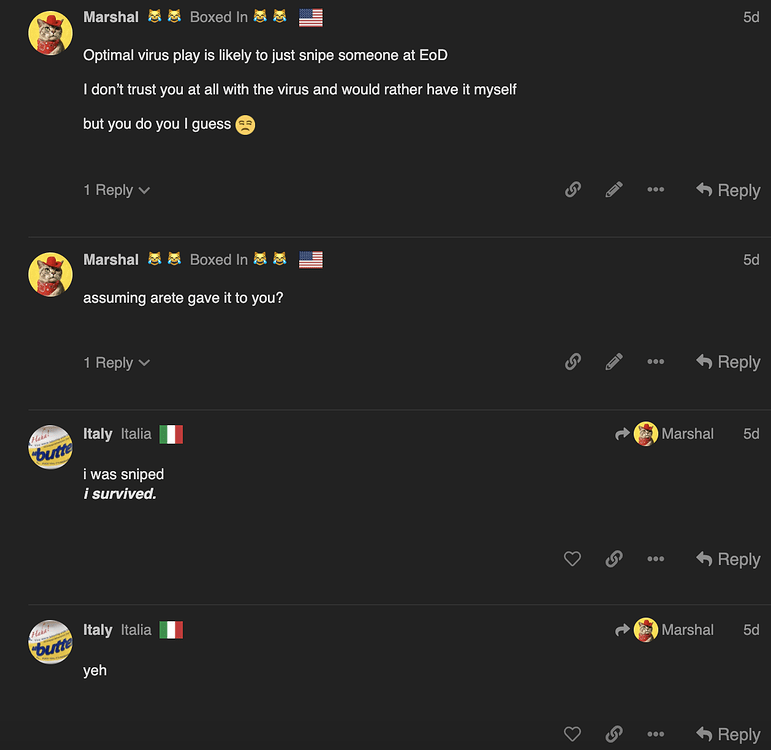 Marshal Boxed In 5d
Optimal virus play is likely to just snipe someone at EoD
I don’t trust you at all with the virus and would rather have it myself
but you do you I guess
1 Reply Reply
Marshal Boxed In 5d
assuming arete gave it to you?
1 Reply Reply
Italy Italia Marshal 5d
i was sniped
i survived.
Reply
Italy Italia Marshal 5d
yeh
Reply